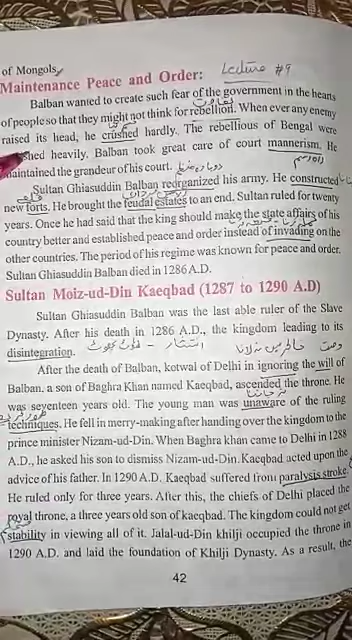 of Mongols,
Maintenance Peace and Order: Lecture #9
Balban wanted to create such fear of the government in the hearts
بغاوت
of people so that they might not think for rebellion. When ever any enemy
raised its head, he crushed hardly. The rebellious of Bengal were
shed heavily. Balban took great care of court mannerism. He
maintained the grandeur of his court.
Sultan Ghiasuddin Balban reorganized his army. He constructed
new forts. He brought the feudal estates to an end. Sultan ruled for twenty
years. Once he had said that the king should make the state affairs of his
country better and established peace and order instead of invading on the
other countries. The period of his regime was known for peace and order.
Sultan Ghiasuddin Balban died in 1286 A.D.
Sultan Moiz-ud-Din Kaeqbad (1287 to 1290 A.D)
Sultan Ghiasuddin Balban was the last able ruler of the Slave
Dynasty. After his death in 1286 A.D., the kingdom leading to its
disintegration. انتشار - ٹوٹ پھوٹ
After the death of Balban, kotwal of Delhi in ignoring the will of
Balban, a son of Baghra Khan named Kaeqbad, ascended the throne. He
was seventeen years old. The young man was unaware of the ruling
techniques. He fell in merry-making after handing over the kingdom to the
prince minister Nizam-ud-Din. When Baghra khan came to Delhi in 1288
A.D., he asked his son to dismiss Nizam-ud-Din. Kaeqbad acted upon the
advice of his father. In 1290 A.D. Kaeqbad suffered from paralysis stroke.
He ruled only for three years. After this, the chiefs of Delhi placed the
royal throne, a three years old son of kaeqbad. The kingdom could not get
stability in viewing all of it. Jalal-ud-Din khilji occupied the throne in
1290 A.D. and laid the foundation of Khilji Dynasty. As a result, the
42